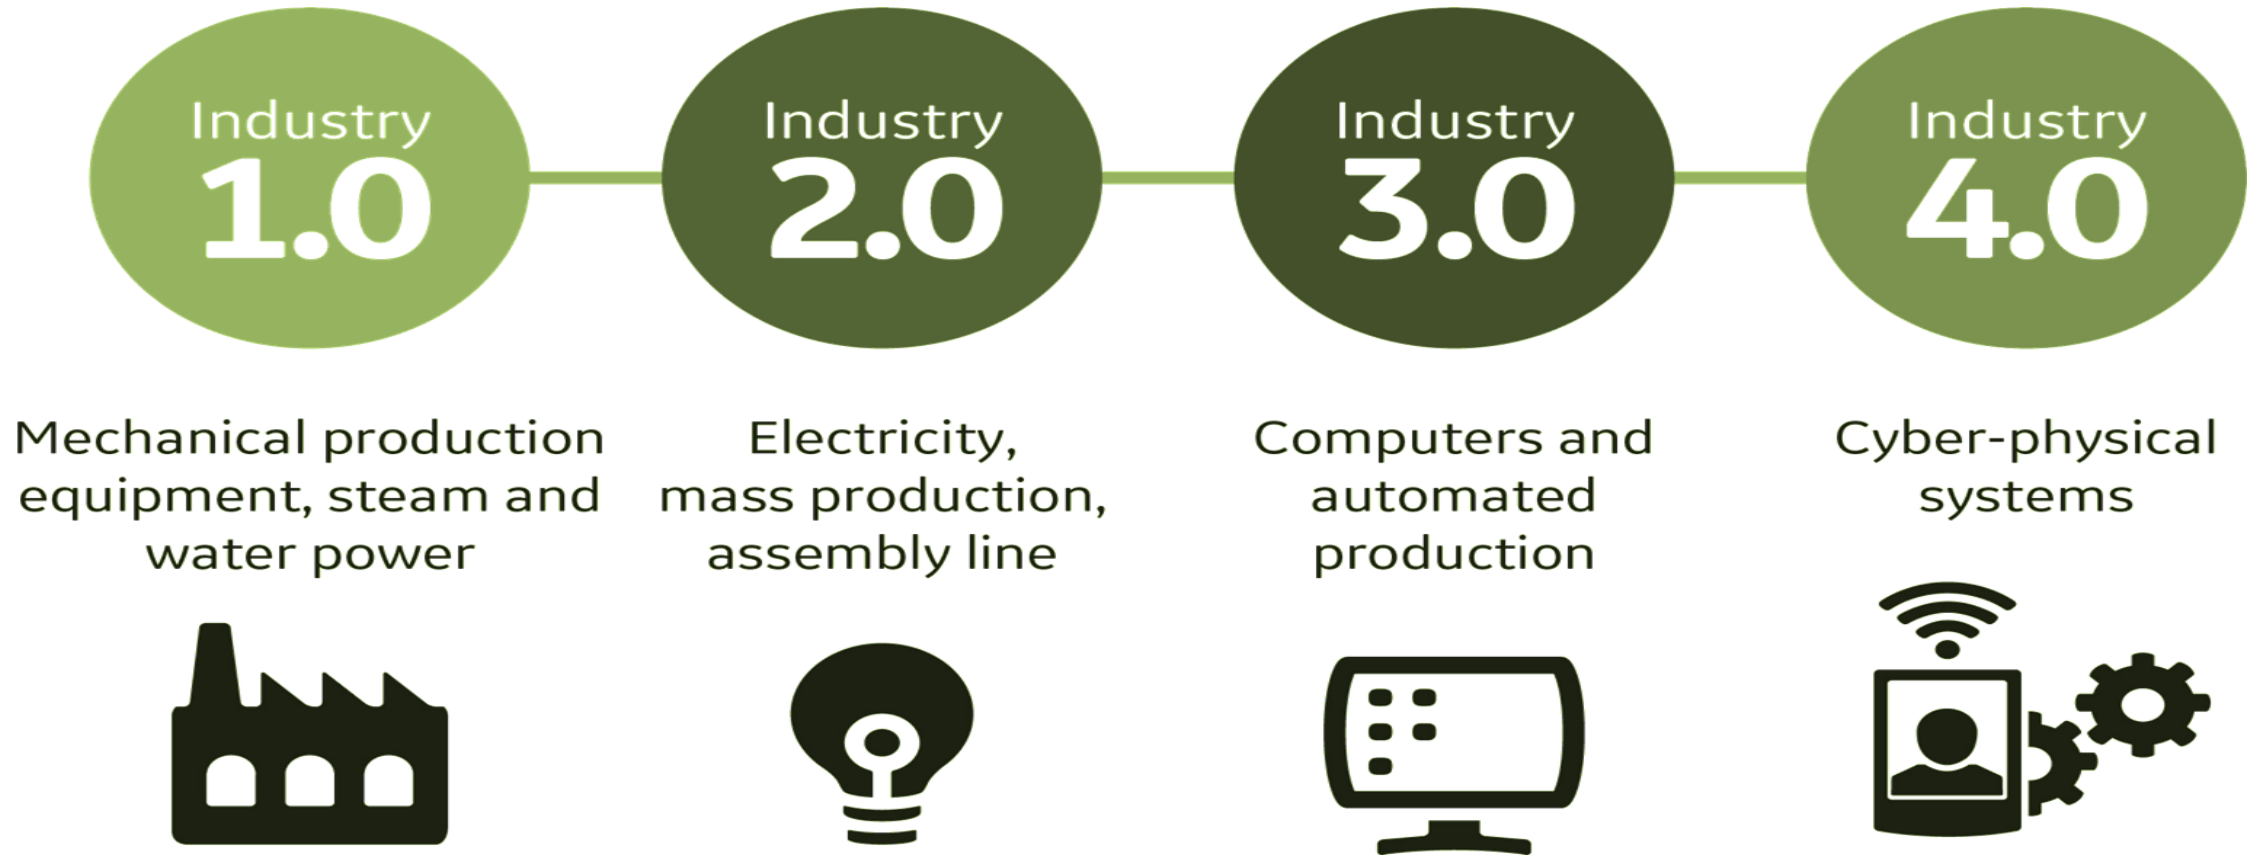 Industry
1.0
Industry
2.0
Industry
3.0
Industry
4.0
Mechanical production
equipment, steam and
water power
Electricity,
mass production,
assembly line
Computers and
automated
production
Cyber-physical
systems